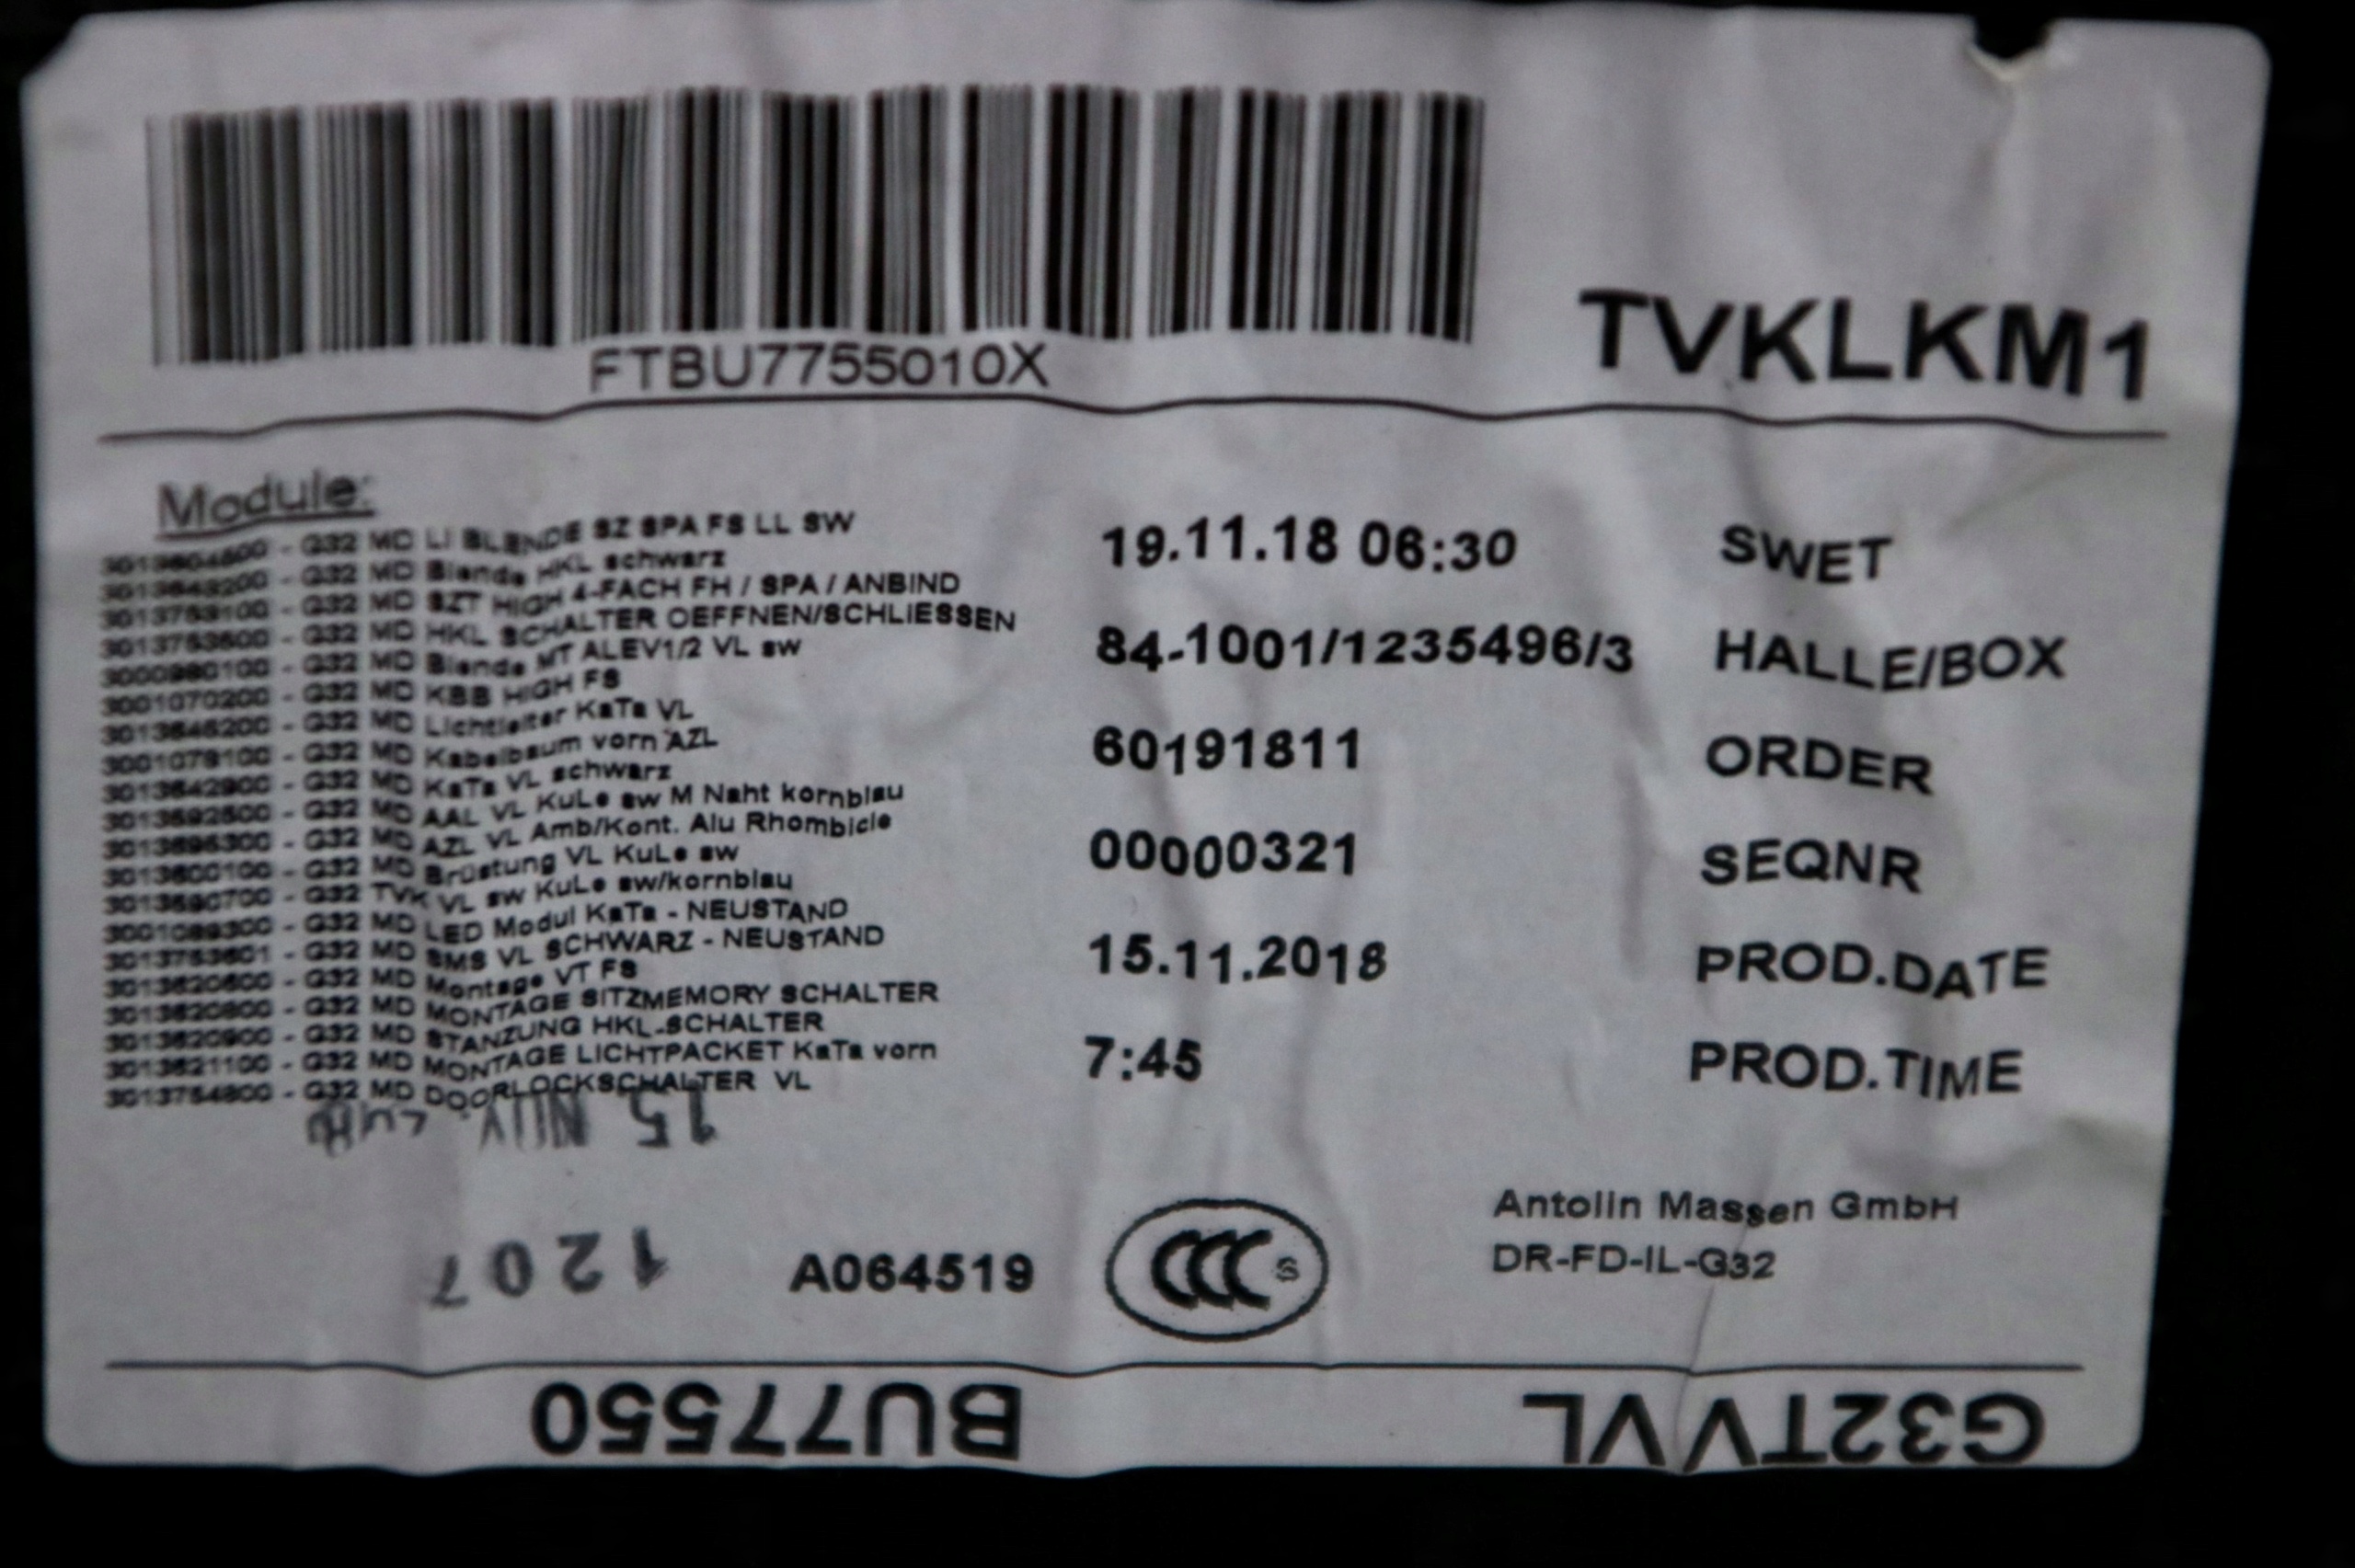 FTBU7755010X
TVKLKM1
Module:
- G32 MD LI BLENDE SZ SPA FS LL SW
- G32 MD Blende HKL schwarz
3013753100 - G32 MD SZT HIGH 4-FACH FH / SPA / ANBIND
- G32 MD HKL SCHALTER OEFFNEN/SCHLIESSEN
- G32 MD Blende MT ALEV1/2 VL sw
3001070200 - G32 MD KBB HIGH FS
- G32 MD Lichtleiter KaTa VL
- G32 MD Kabelbaum vorn AZL
- G32 MD KaTa VL schwarz
- G32 MD AAL VL KuLe sw M Naht kornblau
- G32 MD AZL VL Amb/Kont. Alu Rhombicle
- G32 MD Brüstung VL KuLe sw
- G32 TVK VL sw KuLe sw/kornblau
- G32 MD LED Modul KaTa - NEUSTAND
- G32 MD SMS VL SCHWARZ - NEUSTAND
- G32 MD Montage VT FS
- G32 MD MONTAGE SITZMEMORY SCHALTER
- G32 MD STANZUNG HKL-SCHALTER
3013621100 - G32 MD MONTAGE LICHTPACKET KaTa vorn
3013754800 - G32 MD DOORLOCKSCHALTER VL
19.11.18 06:30 SWET
84-1001/1235496/3 HALLE/BOX
60191811 ORDER
00000321 SEQNR
15.11.2018 PROD.DATE
7:45 PROD.TIME
15. NOV.
1207
A064519
CCC S
Antolin Massen GmbH
DR-FD-IL-G32
G32TVVL
BU77550